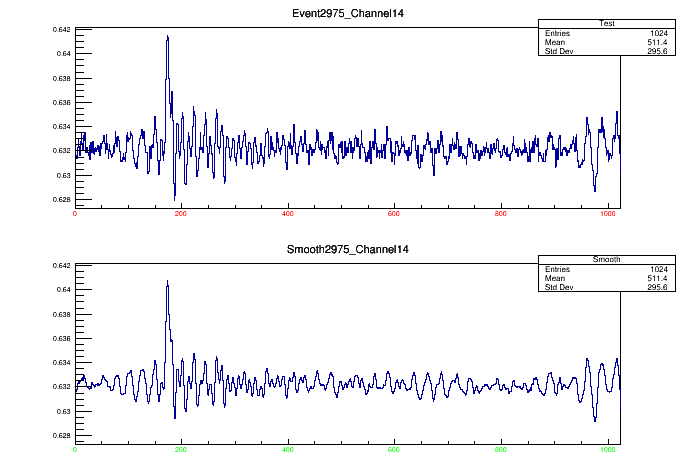 Event2975_Channel14
Test
Entries 1024
Mean 511.4
Std Dev 295.6
0.642
0.64
0.638
0.636
0.634
0.632
0.63
0.628
0 200 400 600 800 1000
Smooth2975_Channel14
Smooth
Entries 1024
Mean 511.4
Std Dev 295.6
0.642
0.64
0.638
0.636
0.634
0.632
0.63
0.628
0 200 400 600 800 1000